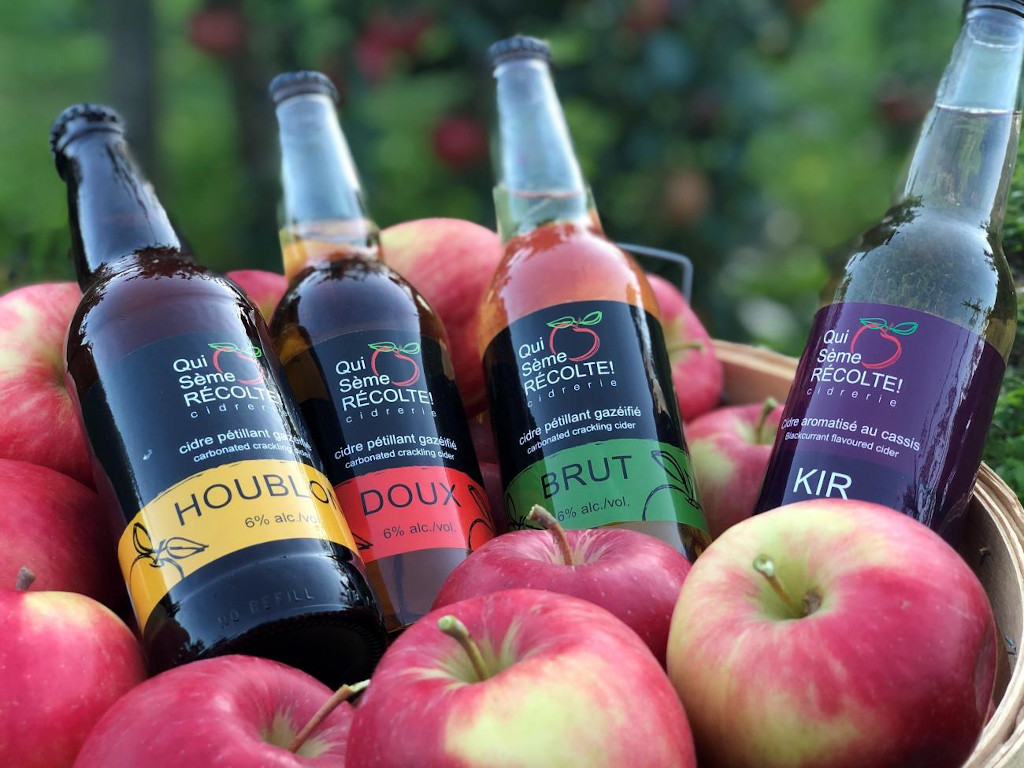 Qui
Sème
RÉCOLTE!
cidrerie
cidre pétillant gazéifié
carbonated crackling cider
HOUBLON
6% alc./vol.
NO REFILL
Qui
Sème
RÉCOLTE!
cidrerie
cidre pétillant gazéifié
carbonated crackling cider
DOUX
6% alc./vol.
Qui
Sème
RÉCOLTE!
cidrerie
cidre pétillant gazéifié
carbonated crackling cider
BRUT
6% alc./vol.
Qui
Sème
RÉCOLTE!
cidrerie
Cidre aromatisé au cassis
Blackcurrant flavoured cider
KIR